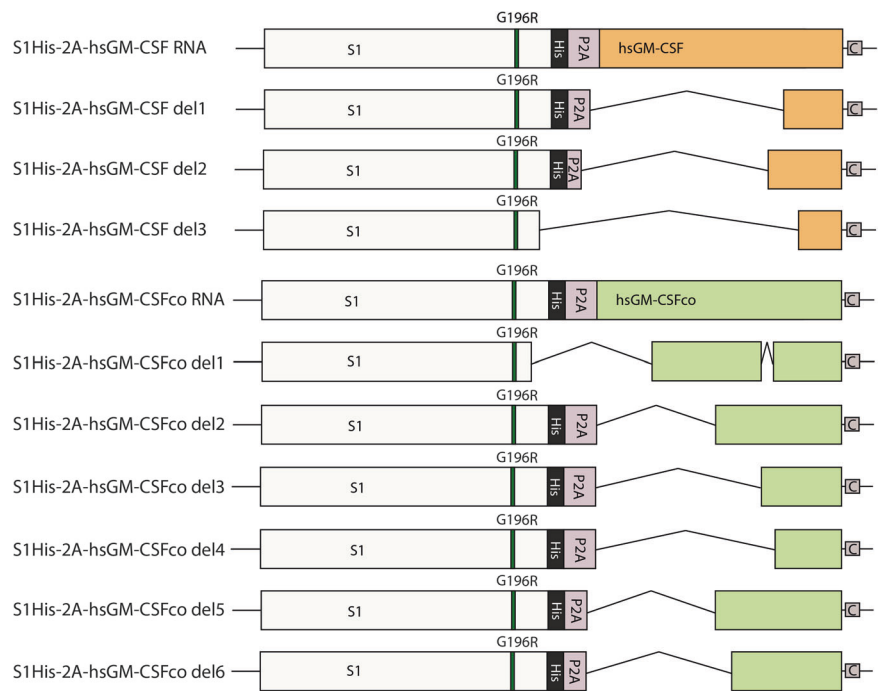 G196R
S1His-2A-hsGM-CSF RNA S1 His P2A hsGM-CSF C
G196R
S1His-2A-hsGM-CSF del1 S1 His P2A C
G196R
S1His-2A-hsGM-CSF del2 S1 His P2A C
G196R
S1His-2A-hsGM-CSF del3 S1 C
G196R
S1His-2A-hsGM-CSFco RNA S1 His P2A hsGM-CSFco C
G196R
S1His-2A-hsGM-CSFco del1 S1 C
G196R
S1His-2A-hsGM-CSFco del2 S1 His P2A C
G196R
S1His-2A-hsGM-CSFco del3 S1 His P2A C
G196R
S1His-2A-hsGM-CSFco del4 S1 His P2A C
G196R
S1His-2A-hsGM-CSFco del5 S1 His P2A C
G196R
S1His-2A-hsGM-CSFco del6 S1 His P2A C